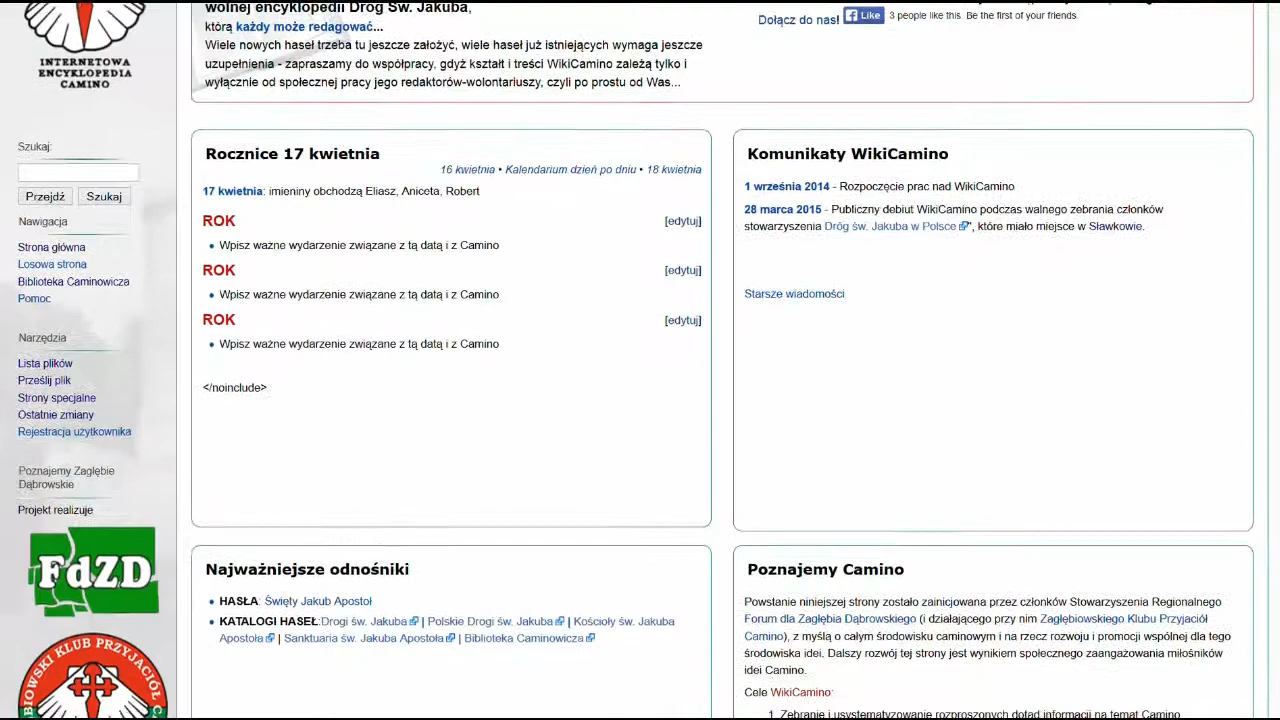 INTERNETOWA
ENCYKLOPEDIA
CAMINO
Szukaj:
Przejdź Szukaj
Nawigacja
Strona główna
Losowa strona
Biblioteka Caminowicza
Pomoc
Narzędzia
Lista plików
Prześlij plik
Strony specjalne
Ostatnie zmiany
Rejestracja użytkownika
Poznajemy Zagłębie
Dąbrowskie
Projekt realizuje
FdZD
KLUB PRZYJACIÓŁ
wolnej encyklopedii Dróg Św. Jakuba,
którą każdy może redagować...
Wiele nowych haseł trzeba tu jeszcze założyć, wiele haseł już istniejących wymaga jeszcze
uzupełnienia - zapraszamy do współpracy, gdyż kształt i treści WikiCamino zależą tylko i
wyłącznie od społecznej pracy jego redaktorów-wolontariuszy, czyli po prostu od Was...
Dołącz do nas! Like 3 people like this. Be the first of your friends.
Rocznice 17 kwietnia
16 kwietnia • Kalendarium dzień po dniu • 18 kwietnia
17 kwietnia: imieniny obchodzą Eliasz, Aniceta, Robert
ROK [edytuj]
• Wpisz ważne wydarzenie związane z tą datą i z Camino
ROK [edytuj]
• Wpisz ważne wydarzenie związane z tą datą i z Camino
ROK [edytuj]
• Wpisz ważne wydarzenie związane z tą datą i z Camino
</noinclude>
Komunikaty WikiCamino
1 września 2014 - Rozpoczęcie prac nad WikiCamino
28 marca 2015 - Publiczny debiut WikiCamino podczas walnego zebrania członków
stowarzyszenia Dróg św. Jakuba w Polsce", które miało miejsce w Sławkowie.
Starsze wiadomości
Najważniejsze odnośniki
• HASŁA: Święty Jakub Apostoł
• KATALOGI HASEŁ:Drogi św. Jakuba | Polskie Drogi św. Jakuba | Kościoły św. Jakuba
Apostoła | Sanktuaria św. Jakuba Apostoła | Biblioteka Caminowicza
Poznajemy Camino
Powstanie niniejszej strony zostało zainicjowana przez członków Stowarzyszenia Regionalnego
Forum dla Zagłębia Dąbrowskiego (i działającego przy nim Zagłębiowskiego Klubu Przyjaciół
Camino), z myślą o całym środowisku caminowym i na rzecz rozwoju i promocji wspólnej dla tego
środowiska idei. Dalszy rozwój tej strony jest wynikiem społecznego zaangażowania miłośników
idei Camino.
Cele WikiCamino:
1. Zebranie i usystematyzowanie rozproszonych dotąd informacji na temat Camino